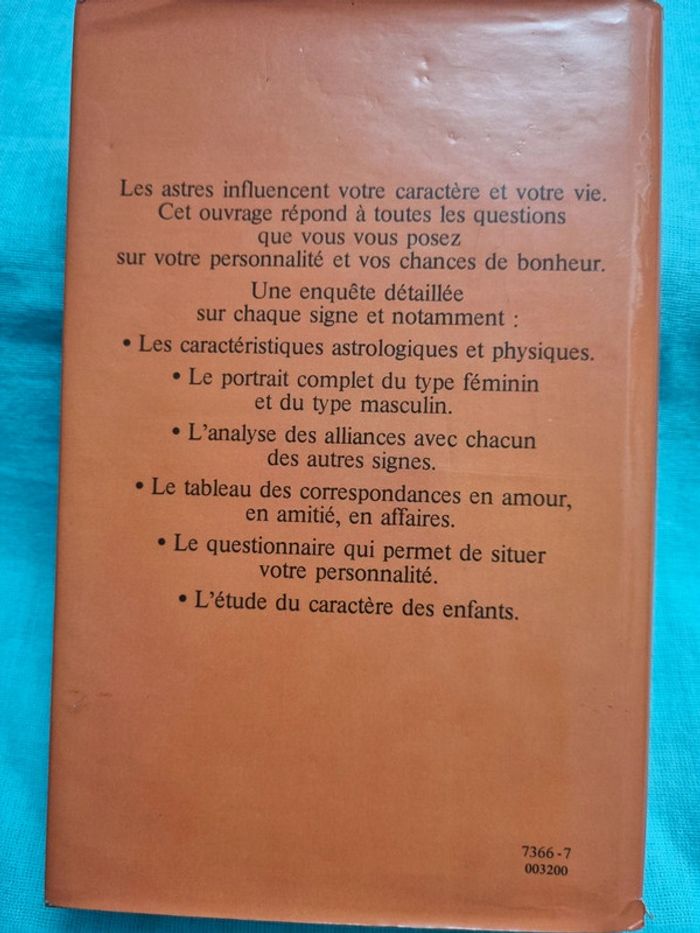 Les astres influencent votre caractère et votre vie.
Cet ouvrage répond à toutes les questions
que vous vous posez
sur votre personnalité et vos chances de bonheur.
Une enquête détaillée
sur chaque signe et notamment :
• Les caractéristiques astrologiques et physiques.
• Le portrait complet du type féminin
et du type masculin.
• L'analyse des alliances avec chacun
des autres signes.
• Le tableau des correspondances en amour,
en amitié, en affaires.
• Le questionnaire qui permet de situer
votre personnalité.
• L'étude du caractère des enfants.
7366-7
003200